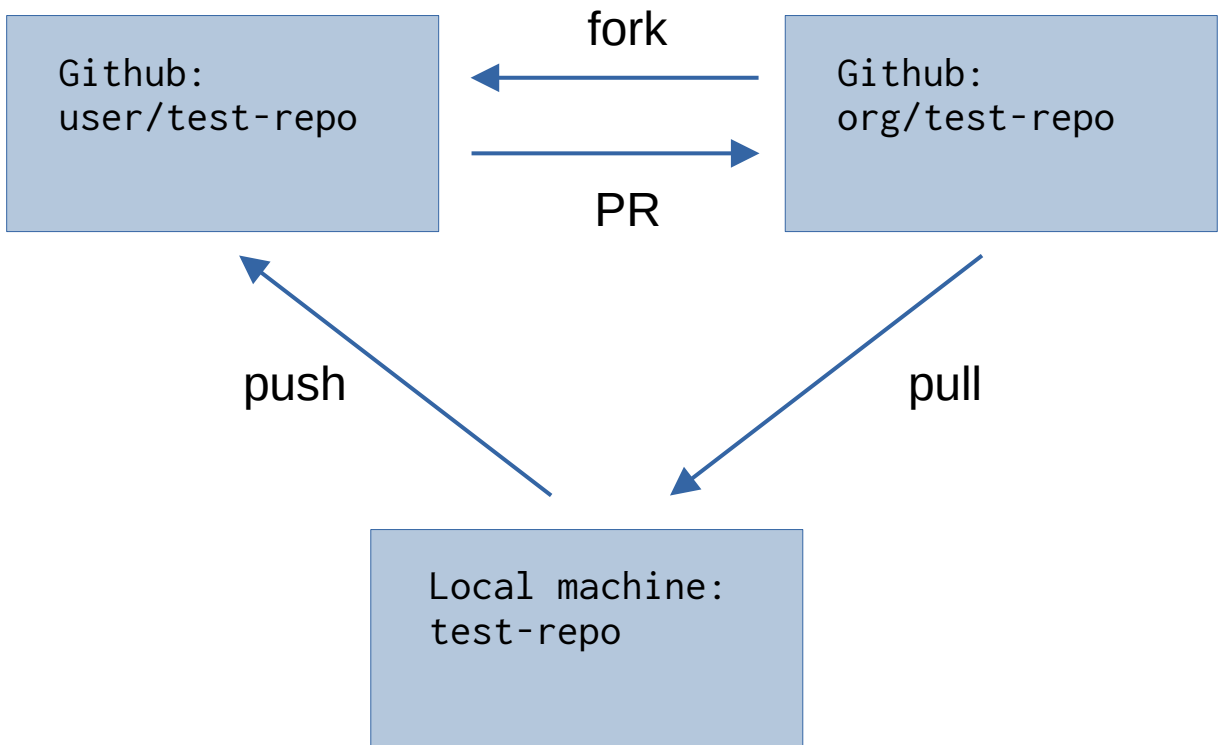 fork
Github:
user/test-repo
Github:
org/test-repo
PR
push
pull
Local machine:
test-repo